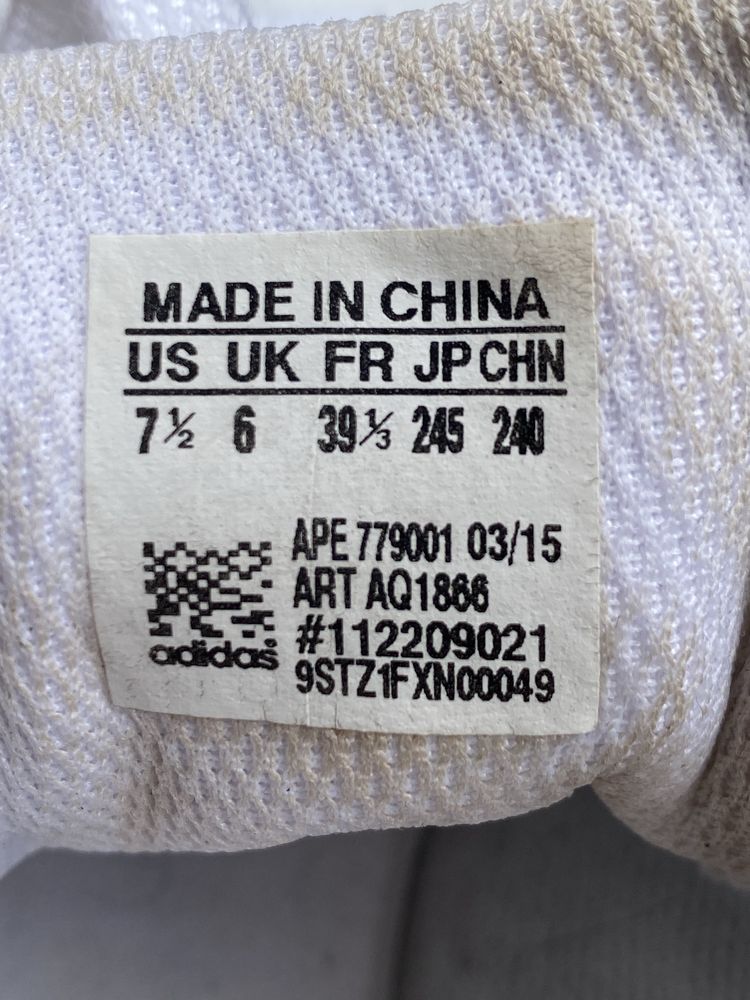 MADE IN CHINA
US UK FR JP CHN
7½ 6 39⅓ 245 240
APE 779001 03/15
ART AQ1866
#112209021
9STZ1FXN00049
adidas